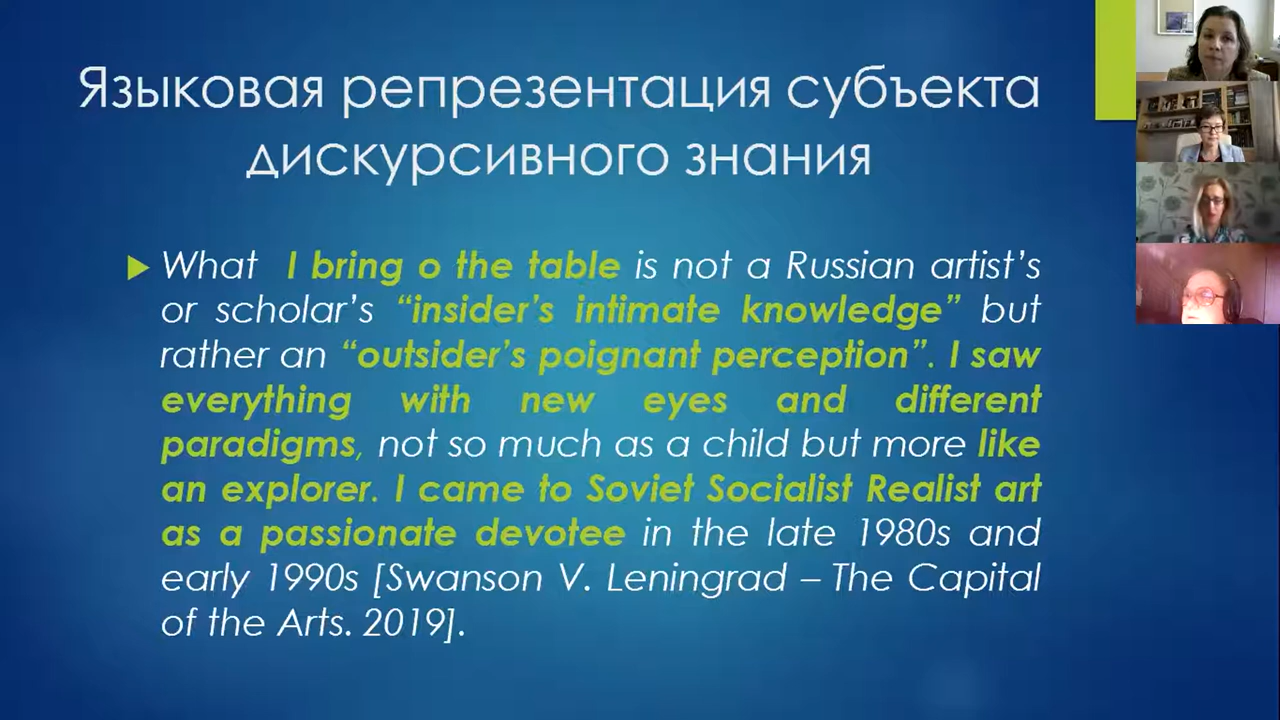 Языковая репрезентация субъекта
дискурсивного знания
What I bring o the table is not a Russian artist’s
or scholar’s “insider’s intimate knowledge” but
rather an “outsider’s poignant perception”. I saw
everything with new eyes and different
paradigms, not so much as a child but more like
an explorer. I came to Soviet Socialist Realist art
as a passionate devotee in the late 1980s and
early 1990s [Swanson V. Leningrad – The Capital
of the Arts. 2019].